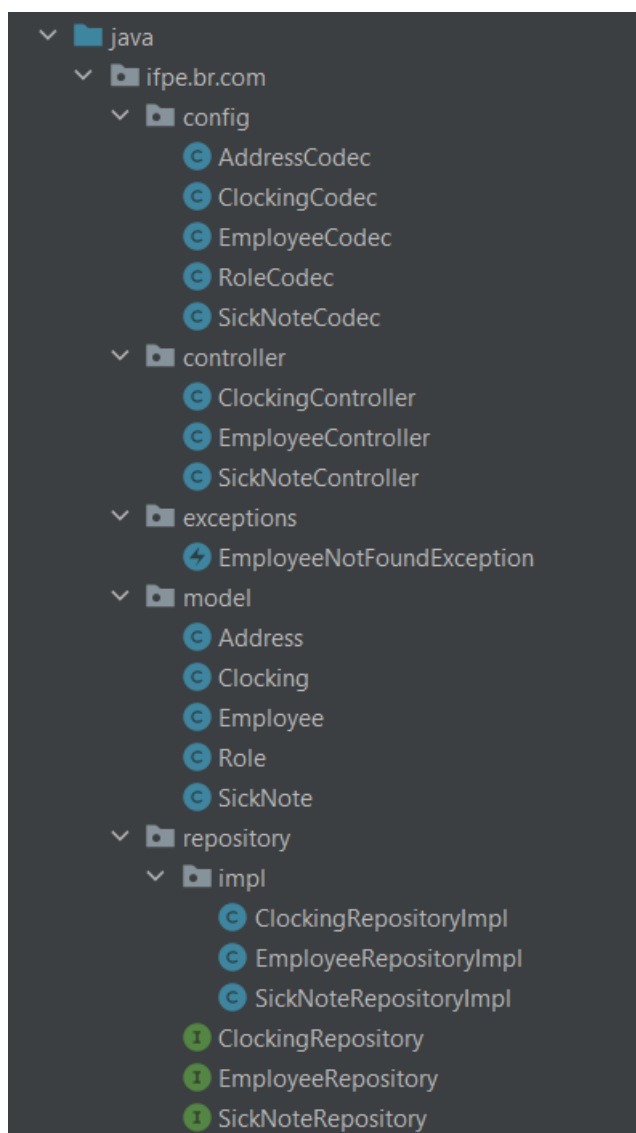 java
ifpe.br.com
config
AddressCodec
ClockingCodec
EmployeeCodec
RoleCodec
SickNoteCodec
controller
ClockingController
EmployeeController
SickNoteController
exceptions
EmployeeNotFoundException
model
Address
Clocking
Employee
Role
SickNote
repository
impl
ClockingRepositoryImpl
EmployeeRepositoryImpl
SickNoteRepositoryImpl
ClockingRepository
EmployeeRepository
SickNoteRepository